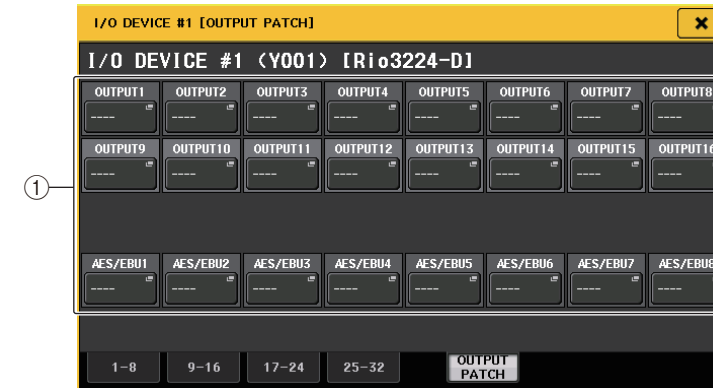 I/O DEVICE #1 [OUTPUT PATCH]
I/O DEVICE #1 (Y001) [Rio3224-D]
OUTPUT1 OUTPUT2 OUTPUT3 OUTPUT4 OUTPUT5 OUTPUT6 OUTPUT7 OUTPUT8
---- ---- ---- ---- ---- ---- ---- ----
OUTPUT9 OUTPUT10 OUTPUT11 OUTPUT12 OUTPUT13 OUTPUT14 OUTPUT15 OUTPUT16
---- ---- ---- ---- ---- ---- ---- ----
①
AES/EBU1 AES/EBU2 AES/EBU3 AES/EBU4 AES/EBU5 AES/EBU6 AES/EBU7 AES/EBU8
---- ---- ---- ---- ---- ---- ---- ----
1-8 9-16 17-24 25-32 OUTPUT
PATCH